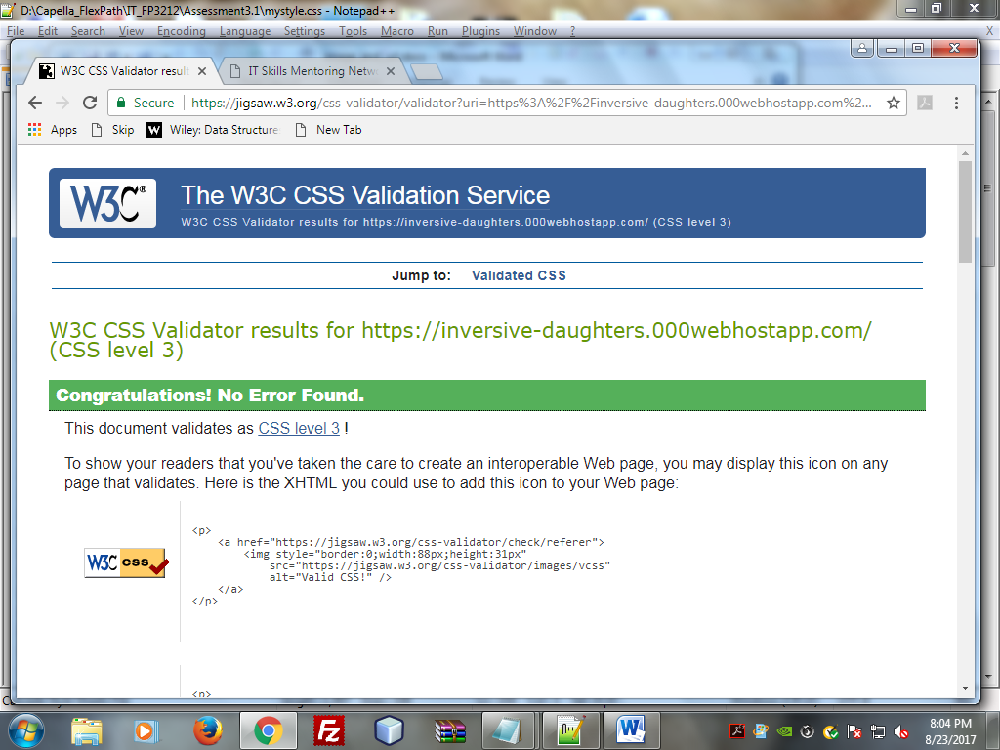 D:\Capella_FlexPath\IT_FP3212\Assessment3.1\mystyle.css - Notepad++
File Edit Search View Encoding Language Settings Tools Macro Run Plugins Window ? X
W3C CSS Validator result IT Skills Mentoring Netw
Secure https://jigsaw.w3.org/css-validator/validator?uri=https%3A%2F%2Finversive-daughters.000webhostapp.com%2...
Apps Skip W Wiley: Data Structure New Tab
W3C® The W3C CSS Validation Service
W3C CSS Validator results for https://inversive-daughters.000webhostapp.com/ (CSS level 3)
Jump to: Validated CSS
W3C CSS Validator results for https://inversive-daughters.000webhostapp.com/
(CSS level 3)
Congratulations! No Error Found.
This document validates as CSS level 3 !
To show your readers that you've taken the care to create an interoperable Web page, you may display this icon on any
page that validates. Here is the XHTML you could use to add this icon to your Web page:
<p>
<a href="https://jigsaw.w3.org/css-validator/check/referer">
<img style="border:0;width:88px;height:31px"
W3C css
src="https://jigsaw.w3.org/css-validator/images/vcss"
alt="Valid CSS!" />
</a>
</p>
<p>
8:04 PM
8/23/2017